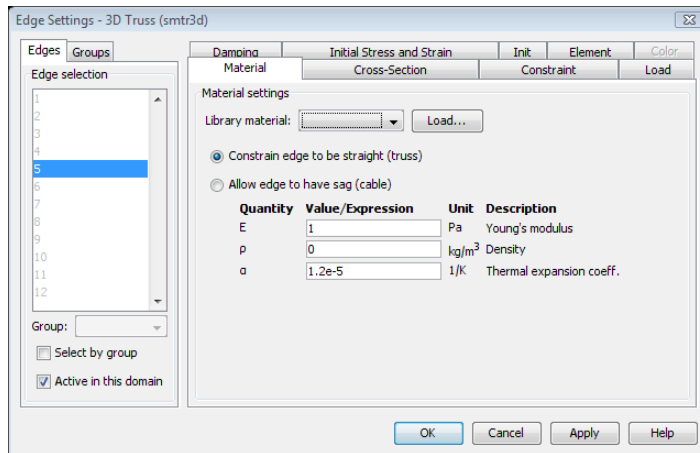 Edge Settings - 3D Truss (smtr3d)
Edges Groups
Edge selection
1
2
3
4
5
6
7
8
9
10
11
12
Group:
Select by group
Active in this domain
Damping Initial Stress and Strain Init Element Color
Material Cross-Section Constraint Load
Material settings
Library material: Load...
Constrain edge to be straight (truss)
Allow edge to have sag (cable)
Quantity Value/Expression Unit Description
E 1 Pa Young's modulus
ρ 0 kg/m³ Density
α 1.2e-5 1/K Thermal expansion coeff.
OK Cancel Apply Help